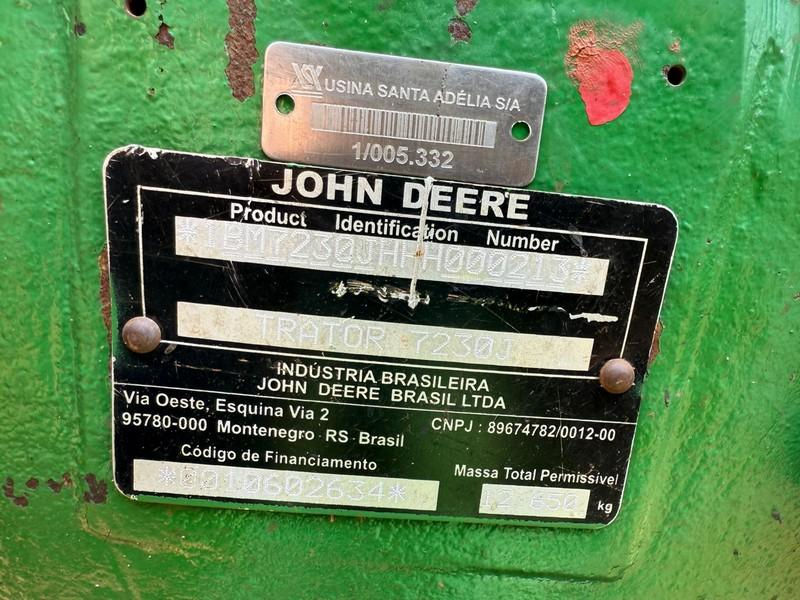 USINA SANTA ADÉLIA S/A
1/005.332
JOHN DEERE
Product Identification Number
*1BM7230JHHH000213*
TRATOR 7230J
INDÚSTRIA BRASILEIRA
JOHN DEERE BRASIL LTDA
Via Oeste, Esquina Via 2
CNPJ : 89674782/0012-00
95780-000 Montenegro RS Brasil
Código de Financiamento
Massa Total Permissível
*0010602634*
12 650 kg